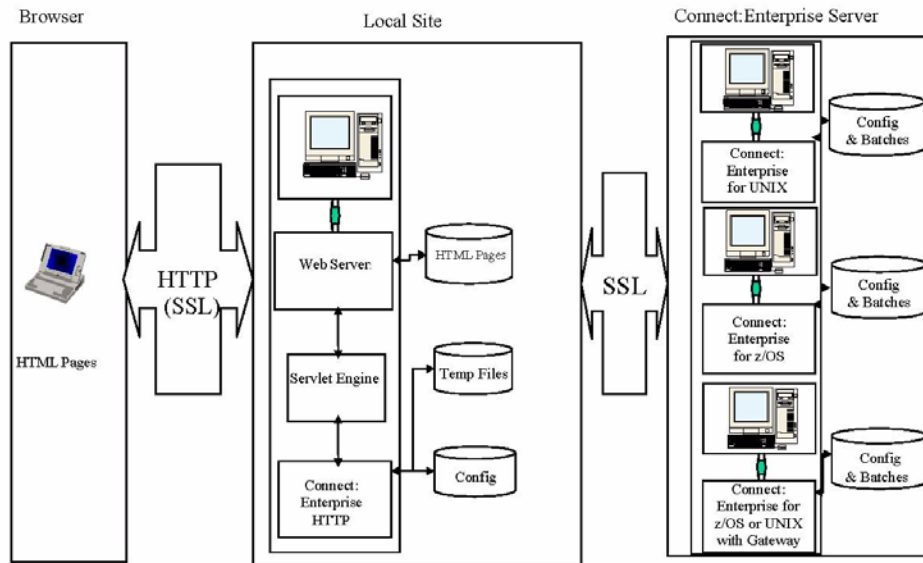 Browser
Local Site
Connect:Enterprise Server
HTML Pages
HTTP
(SSL)
Web Server
HTML Pages
Servlet Engine
Temp Files
Connect:
Enterprise
HTTP
Config
SSL
Connect:
Enterprise
for UNIX
Config
& Batches
Connect:
Enterprise
for z/OS
Config
& Batches
Connect:
Enterprise for
z/OS or UNIX
with Gateway
Config
& Batches